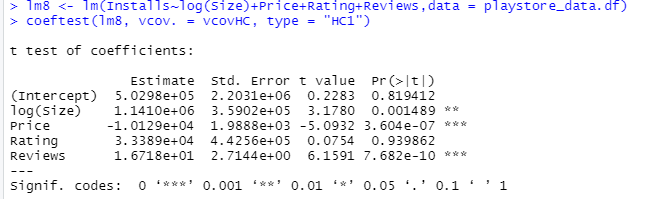 > lm8 <- lm(Installs~log(Size)+Price+Rating+Reviews,data = playstore_data.df)
> coeftest(lm8, vcov. = vcovHC, type = "HC1")
t test of coefficients:
Estimate Std. Error t value Pr(>|t|)
(Intercept) 5.0298e+05 2.2031e+06 0.2283 0.819412
log(Size) 1.1410e+06 3.5902e+05 3.1780 0.001489 **
Price -1.0129e+04 1.9888e+03 -5.0932 3.604e-07 ***
Rating 3.3389e+04 4.4256e+05 0.0754 0.939862
Reviews 1.6718e+01 2.7144e+00 6.1591 7.682e-10 ***
---
Signif. codes: 0 ‘***’ 0.001 ‘**’ 0.01 ‘*’ 0.05 ‘.’ 0.1 ‘ ’ 1